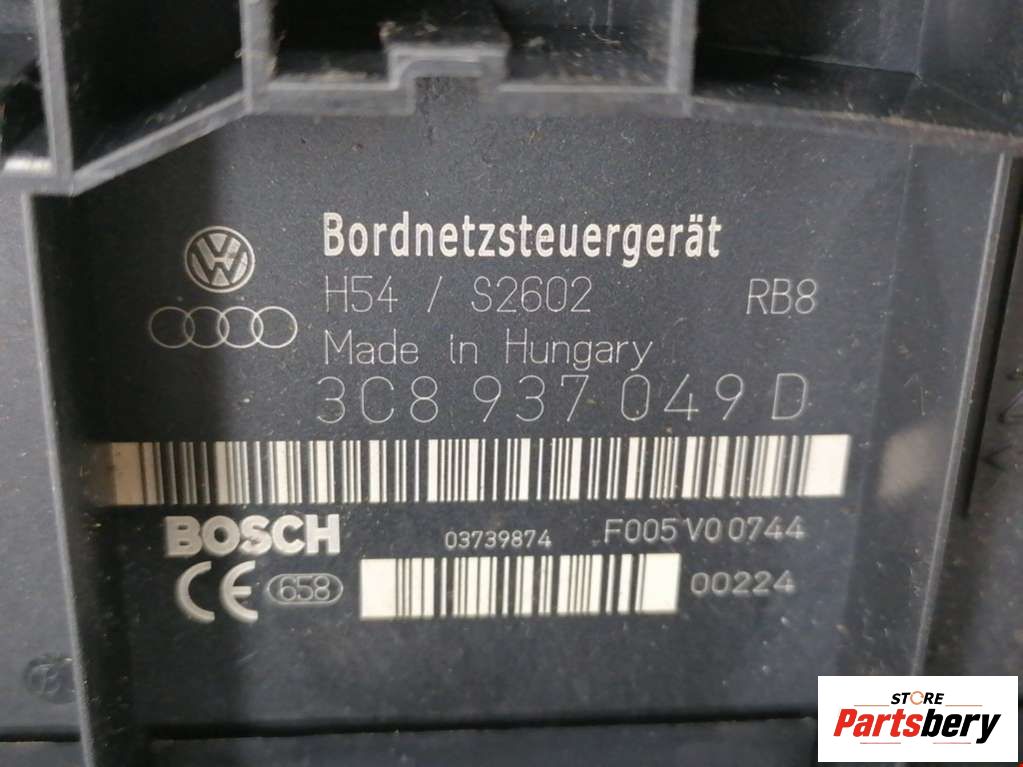 Bordnetzsteuergerät
H54 / S2602 RB8
Made in Hungary
3C8 937 049 D
BOSCH 03739874 F005 V0 0744
CE 658 00224
STORE
Partsbery